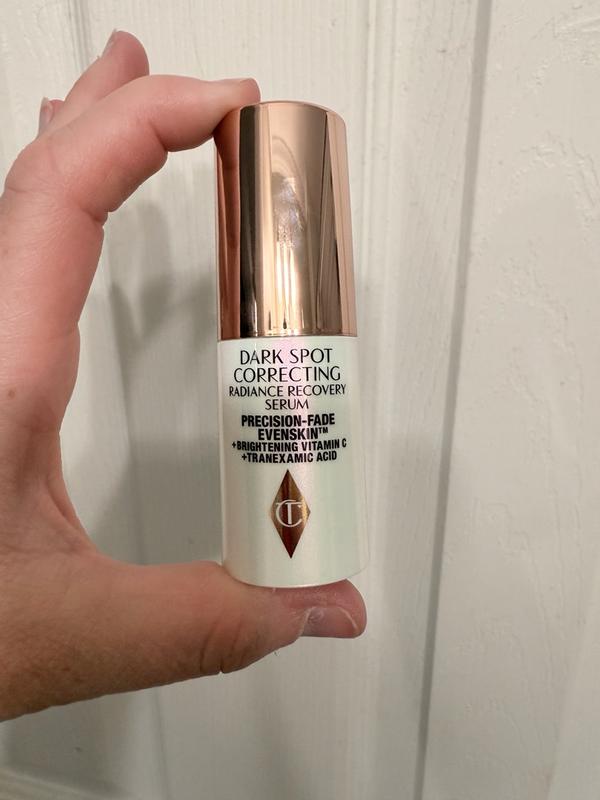 DARK SPOT
CORRECTING
RADIANCE RECOVERY
SERUM
PRECISION-FADE
EVENSKIN™
+BRIGHTENING VITAMIN C
+TRANEXAMIC ACID
CT